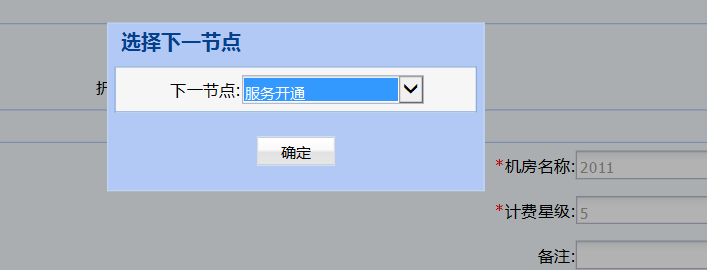 选择下一节点
折
下一节点:服务开通
确定
*机房名称:2011
*计费星级:5
备注: